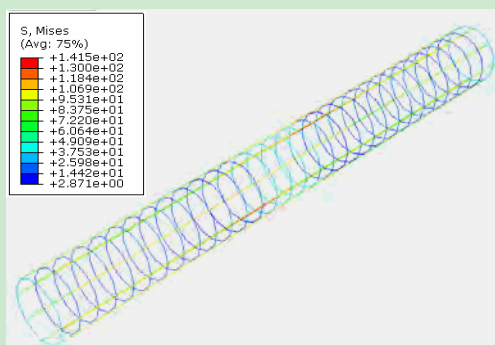 S, Mises
(Avg: 75%)
+1.415e+02
+1.300e+02
+1.184e+02
+1.069e+02
+9.531e+01
+8.375e+01
+7.220e+01
+6.064e+01
+4.909e+01
+3.753e+01
+2.598e+01
+1.442e+01
+2.871e+00